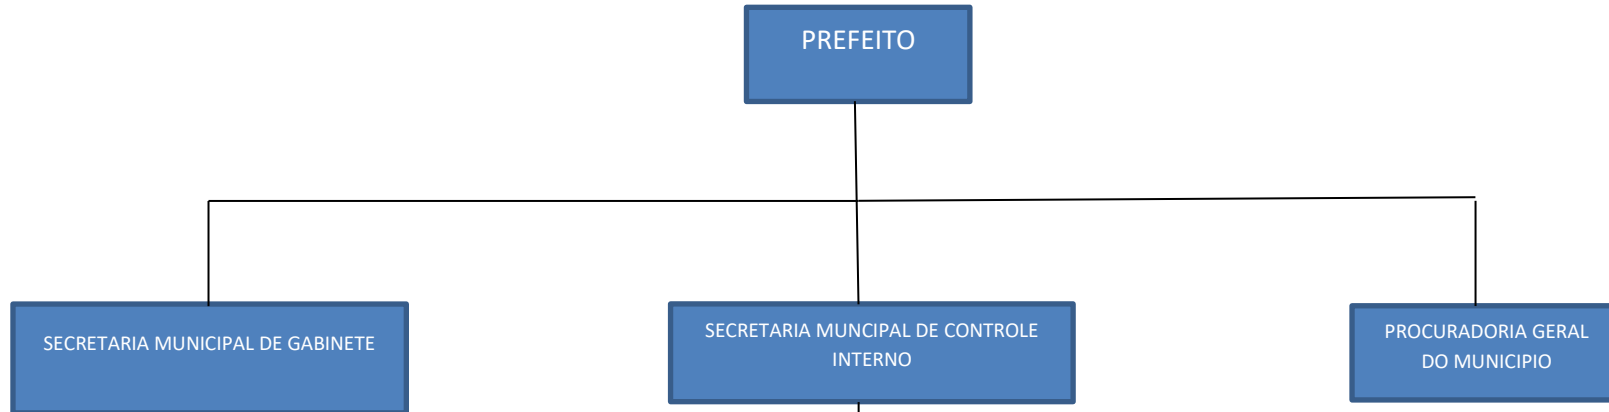 PREFEITO
SECRETARIA MUNICIPAL DE GABINETE
SECRETARIA MUNCIPAL DE CONTROLE
INTERNO
PROCURADORIA GERAL
DO MUNICIPIO